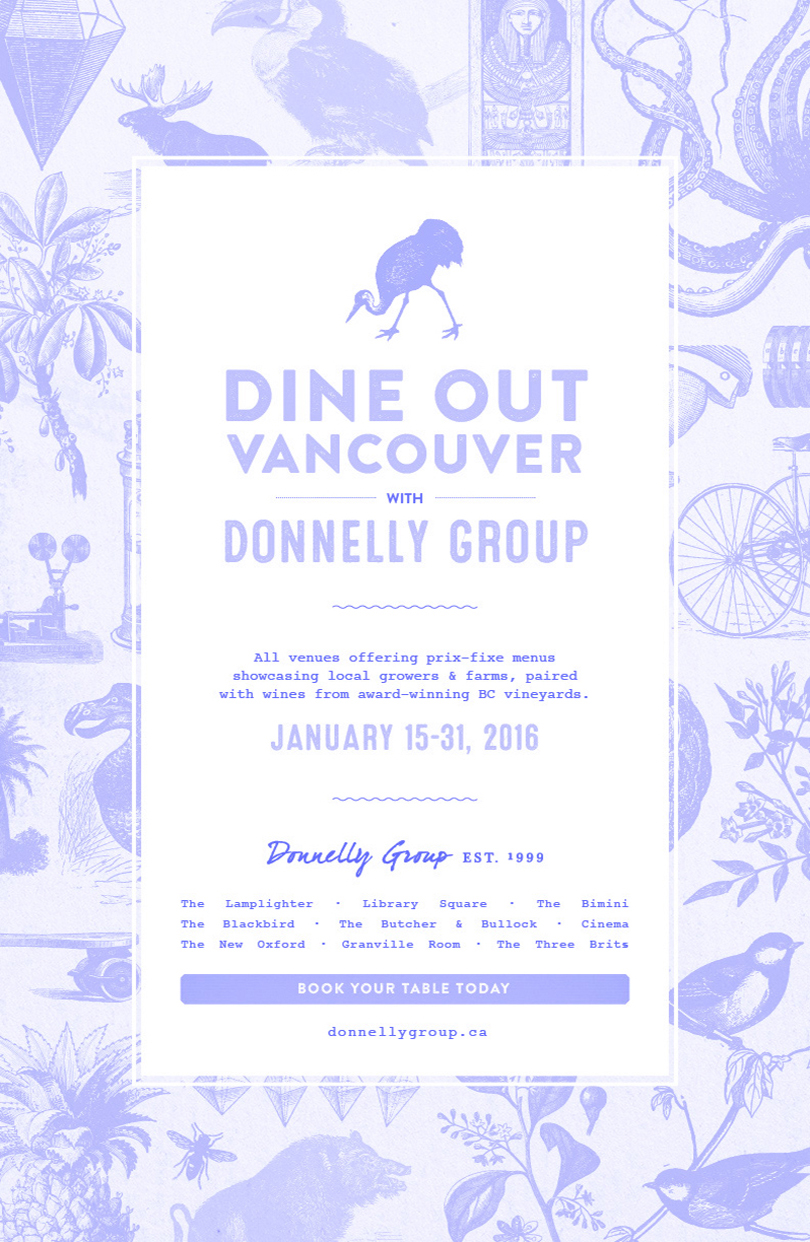 DINE OUT
VANCOUVER
WITH
DONNELLY GROUP
All venues offering prix-fixe menus
showcasing local growers & farms, paired
with wines from award-winning BC vineyards.
JANUARY 15-31, 2016
Donnelly Group EST. 1999
The Lamplighter · Library Square · The Bimini
The Blackbird · The Butcher & Bullock · Cinema
The New Oxford · Granville Room · The Three Brits
BOOK YOUR TABLE TODAY
donnellygroup.ca